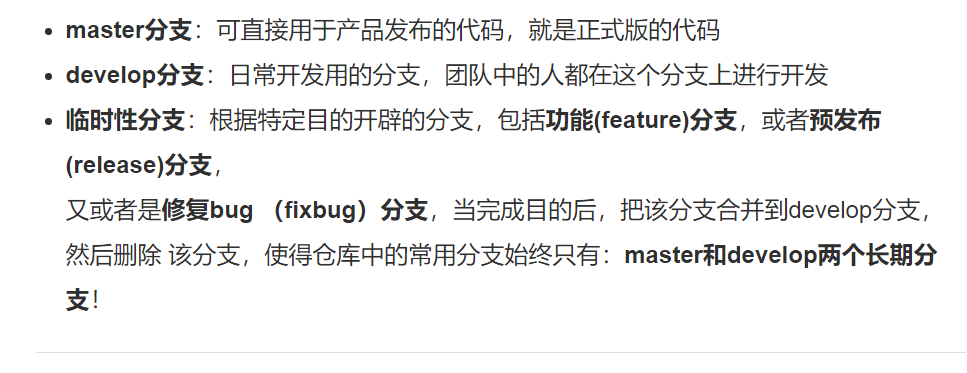 master分支：可直接用于产品发布的代码，就是正式版的代码
develop分支：日常开发用的分支，团队中的人都在这个分支上进行开发
临时性分支：根据特定目的开辟的分支，包括功能(feature)分支，或者预发布
(release)分支，
又或者是修复bug （fixbug）分支，当完成目的后，把该分支合并到develop分支，
然后删除 该分支，使得仓库中的常用分支始终只有：master和develop两个长期分
支！